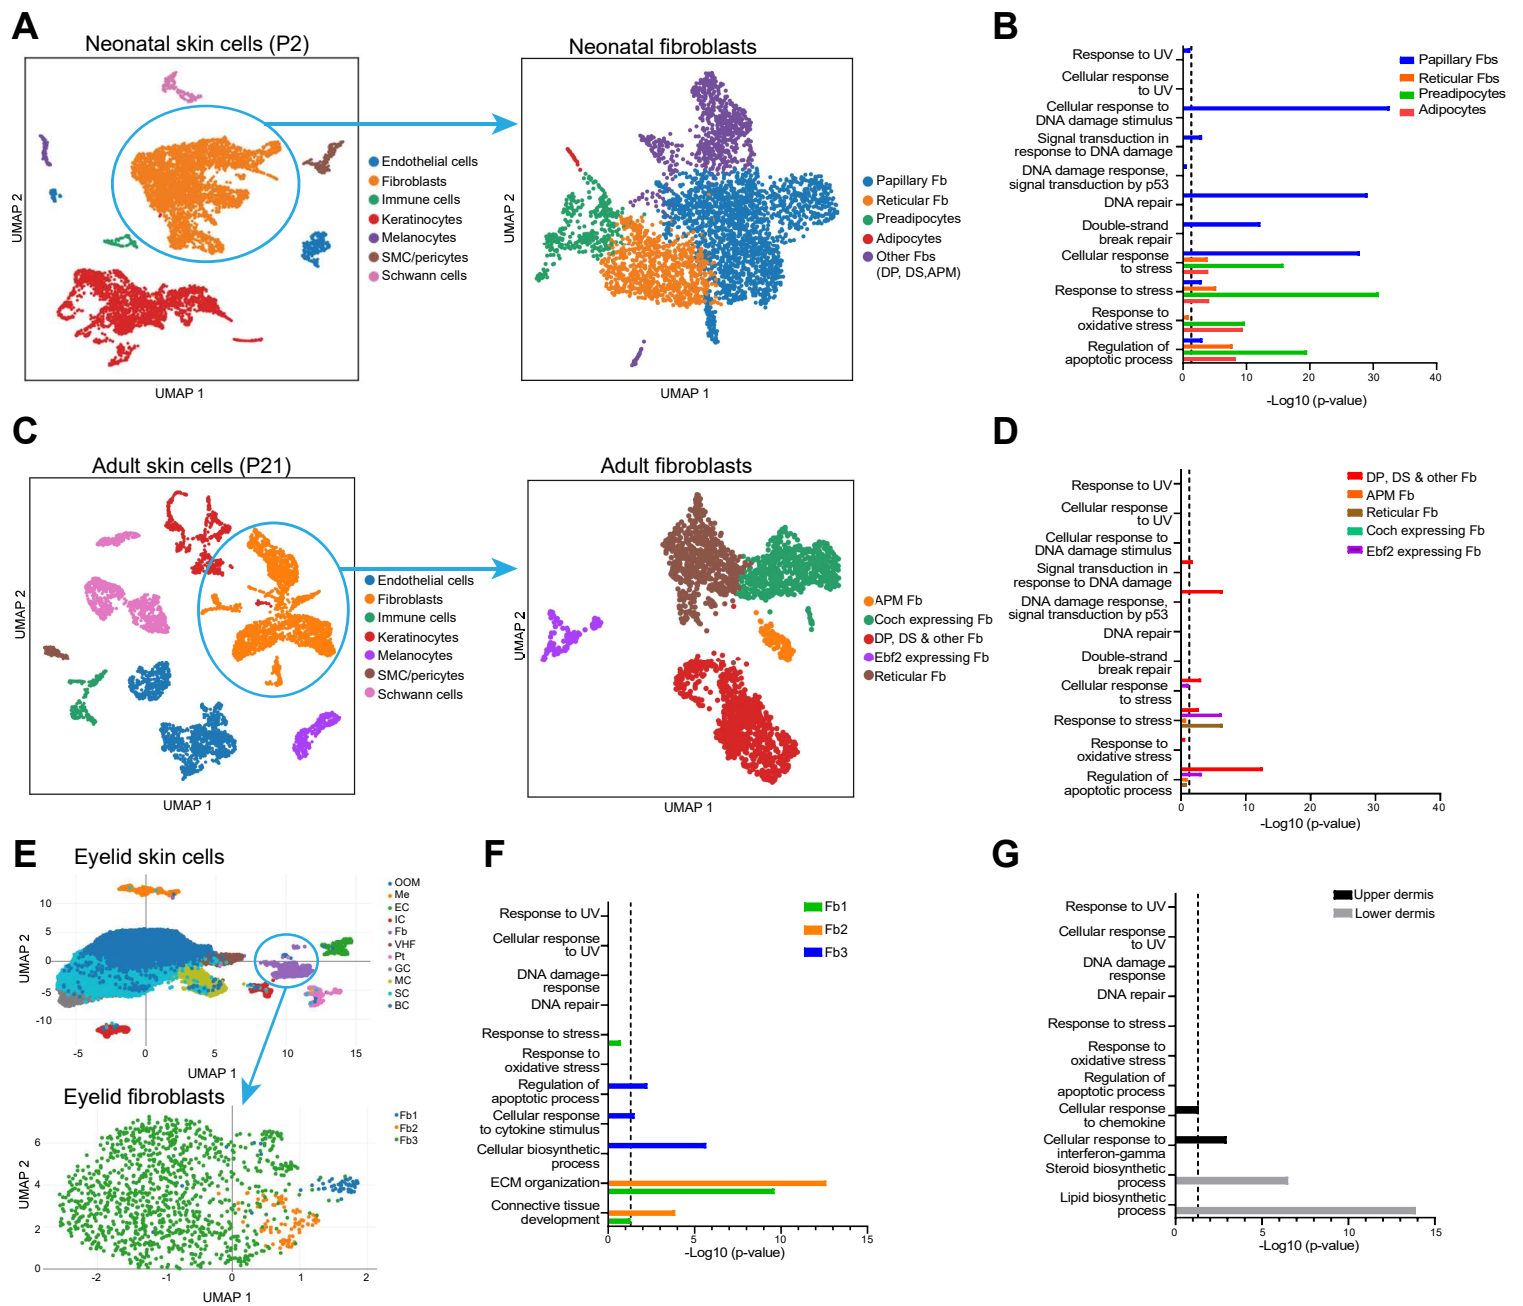 A
Neonatal skin cells (P2)
UMAP 2
UMAP 1
Endothelial cells
Fibroblasts
Immune cells
Keratinocytes
Melanocytes
SMC/pericytes
Schwann cells
Neonatal fibroblasts
UMAP 2
UMAP 1
Papillary Fb
Reticular Fb
Preadipocytes
Adipocytes
Other Fbs
(DP, DS,APM)
B
Response to UV
Cellular response
to UV
Cellular response to
DNA damage stimulus
Signal transduction in
response to DNA damage
DNA damage response,
signal transduction by p53
DNA repair
Double-strand
break repair
Cellular response
to stress
Response to stress
Response to
oxidative stress
Regulation of
apoptotic process
0 10 20 30 40
-Log10 (p-value)
Papillary Fbs
Reticular Fbs
Preadipocytes
Adipocytes
C
Adult skin cells (P21)
UMAP 2
UMAP 1
Endothelial cells
Fibroblasts
Immune cells
Keratinocytes
Melanocytes
SMC/pericytes
Schwann cells
Adult fibroblasts
UMAP 2
UMAP 1
APM Fb
Coch expressing Fb
DP, DS & other Fb
Ebf2 expressing Fb
Reticular Fb
D
Response to UV
Cellular response
to UV
Cellular response to
DNA damage stimulus
Signal transduction in
response to DNA damage
DNA damage response,
signal transduction by p53
DNA repair
Double-strand
break repair
Cellular response
to stress
Response to stress
Response to
oxidative stress
Regulation of
apoptotic process
0 10 20 30 40
-Log10 (p-value)
DP, DS & other Fb
APM Fb
Reticular Fb
Coch expressing Fb
Ebf2 expressing Fb
E
Eyelid skin cells
UMAP 2
10
5
0
-5
-10
-5 0 5 10 15
UMAP 1
OOM
Me
EC
IC
Fb
VHF
Pt
GC
MC
SC
BC
Eyelid fibroblasts
UMAP 2
6
4
2
0
-2 -1 0 1 2
UMAP 1
Fb1
Fb2
Fb3
F
Response to UV
Cellular response
to UV
DNA damage
response
DNA repair
Response to stress
Response to
oxidative stress
Regulation of
apoptotic process
Cellular response
to cytokine stimulus
Cellular biosynthetic
process
ECM organization
Connective tissue
development
0 5 10 15
-Log10 (p-value)
Fb1
Fb2
Fb3
G
Response to UV
Cellular response
to UV
DNA damage
response
DNA repair
Response to stress
Response to
oxidative stress
Regulation of
apoptotic process
Cellular response
to chemokine
Cellular response to
interferon-gamma
Steroid biosynthetic
process
Lipid biosynthetic
process
0 5 10 15
-Log10 (p-value)
Upper dermis
Lower dermis